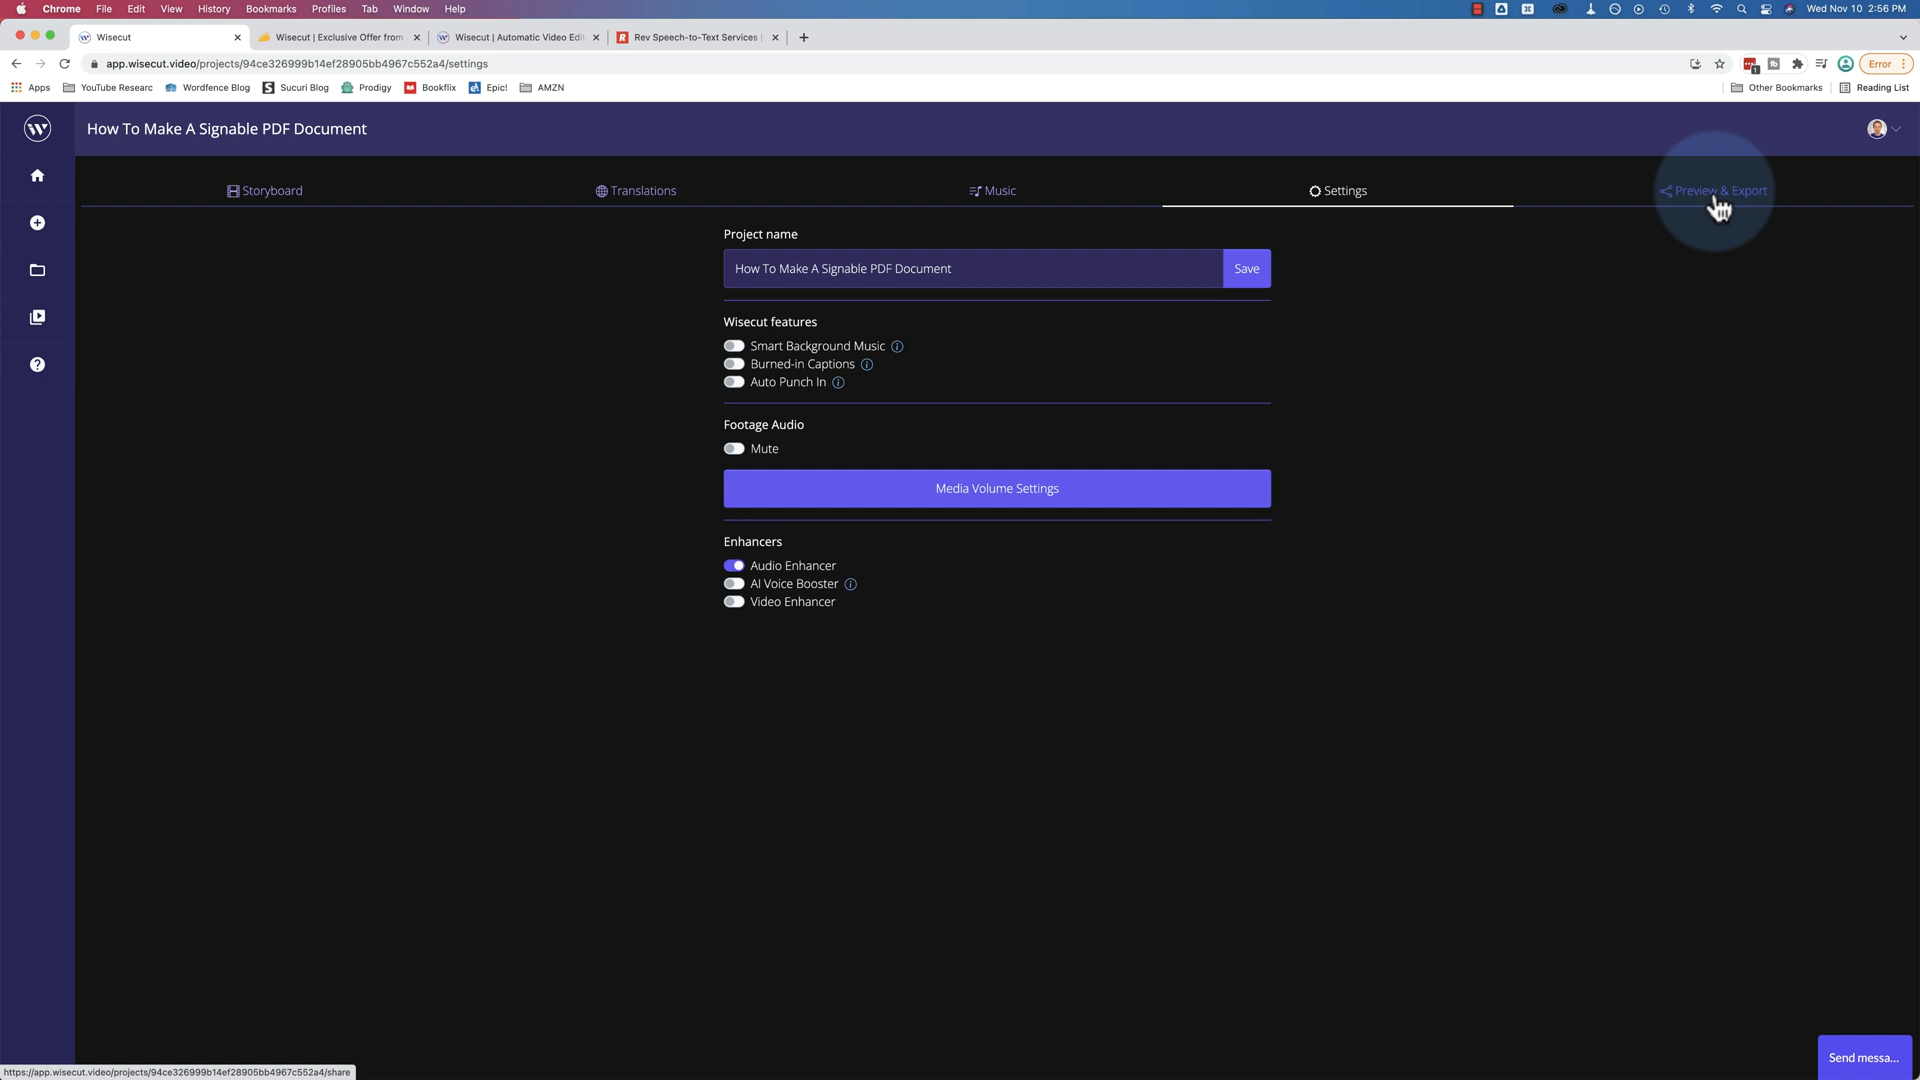 Chrome File Edit View History Bookmarks Profiles Tab Window Help Wed Nov 10 2:56 PM
Wisecut Wisecut | Exclusive Offer from Wisecut | Automatic Video Edi Rev Speech-to-Text Services |
app.wisecut.video/projects/94ce326999b14ef28905bb4967c552a4/settings 1 Error
Apps YouTube Researc Wordfence Blog Sucuri Blog Prodigy Bookflix Epic! AMZN Other Bookmarks Reading List
How To Make A Signable PDF Document
Storyboard Translations Music Settings Preview & Export
Project name
How To Make A Signable PDF Document Save
Wisecut features
Smart Background Music
Burned-in Captions
Auto Punch In
Footage Audio
Mute
Media Volume Settings
Enhancers
Audio Enhancer
AI Voice Booster
Video Enhancer
Send messa...
https://app.wisecut.video/projects/94ce326999b14ef28905bb4967c552a4/share